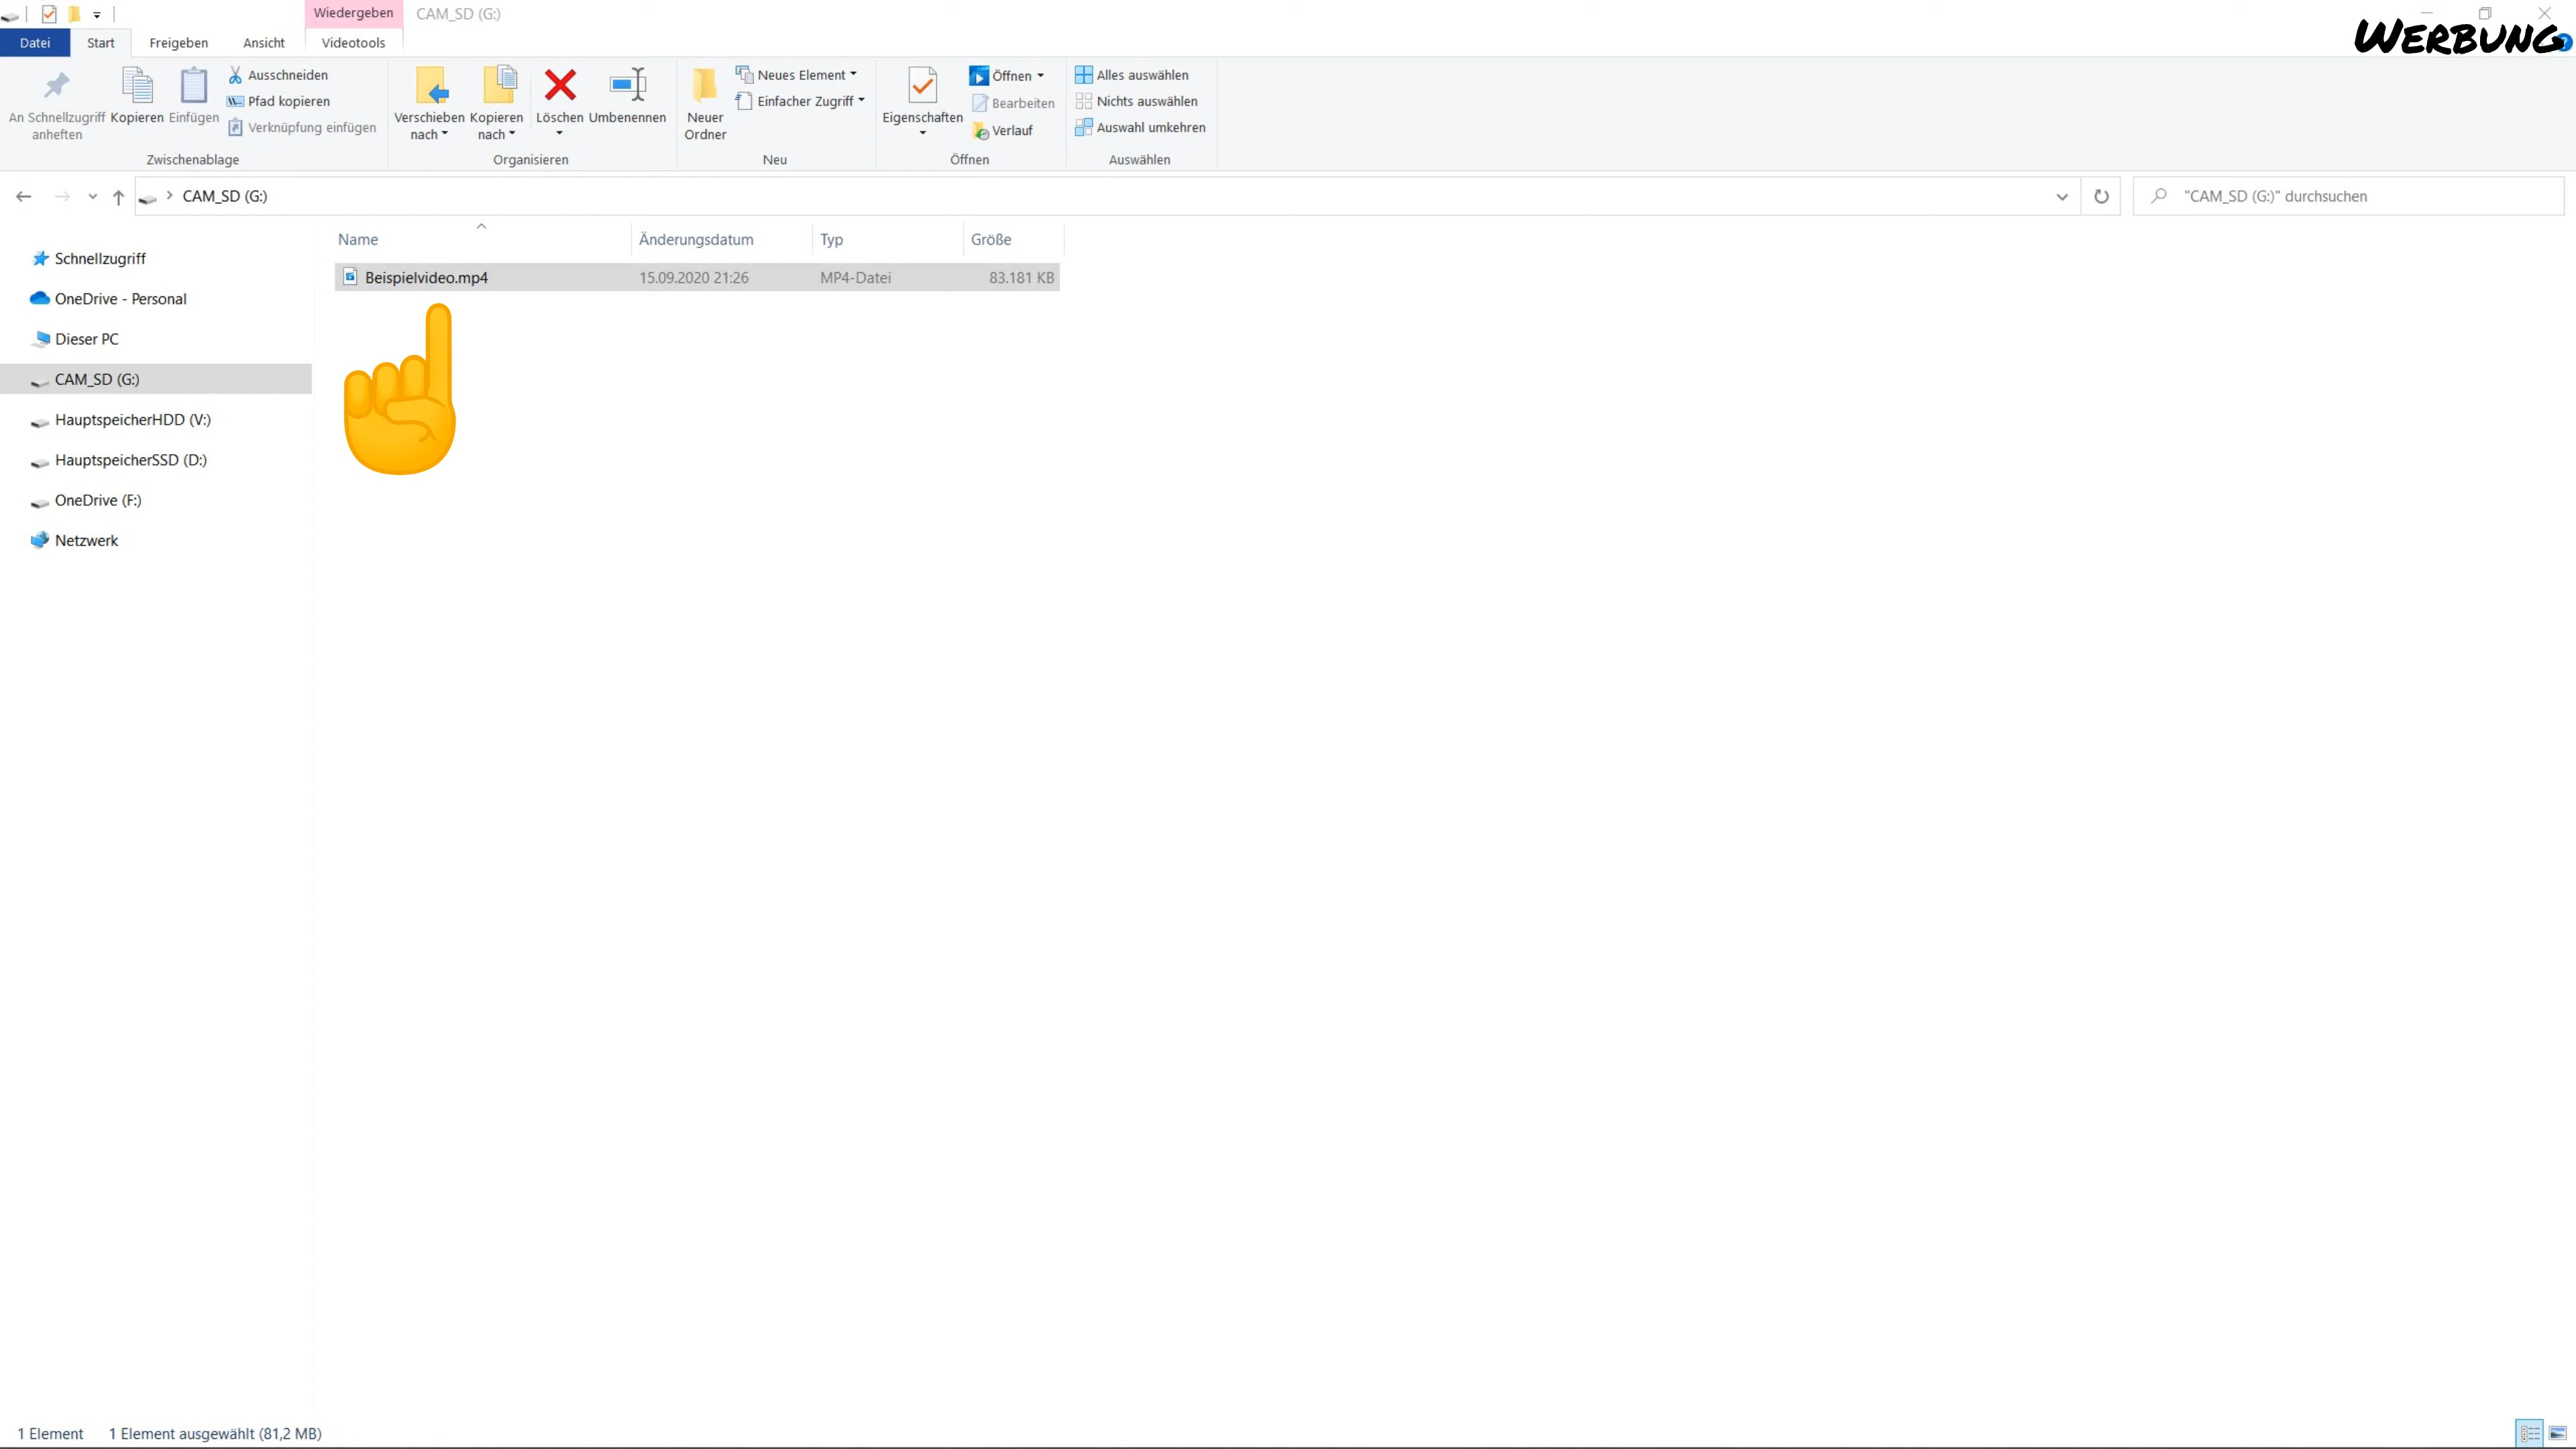 Wiedergeben
CAM_SD (G:)
WERBUNG
Datei
Start
Freigeben
Ansicht
Videotools
An Schnellzugriff
anheften
Kopieren
Einfügen
Ausschneiden
Pfad kopieren
Verknüpfung einfügen
Zwischenablage
Verschieben
nach
Kopieren
nach
Löschen
Umbenennen
Organisieren
Neuer
Ordner
Neues Element
Einfacher Zugriff
Neu
Eigenschaften
Öffnen
Bearbeiten
Verlauf
Öffnen
Alles auswählen
Nichts auswählen
Auswahl umkehren
Auswählen
CAM_SD (G:)
"CAM_SD (G:)" durchsuchen
Schnellzugriff
OneDrive - Personal
Dieser PC
CAM_SD (G:)
HauptspeicherHDD (V:)
HauptspeicherSSD (D:)
OneDrive (F:)
Netzwerk
Name Änderungsdatum Typ Größe
Beispielvideo.mp4 15.09.2020 21:26 MP4-Datei 83.181 KB
1 Element 1 Element ausgewählt (81,2 MB)